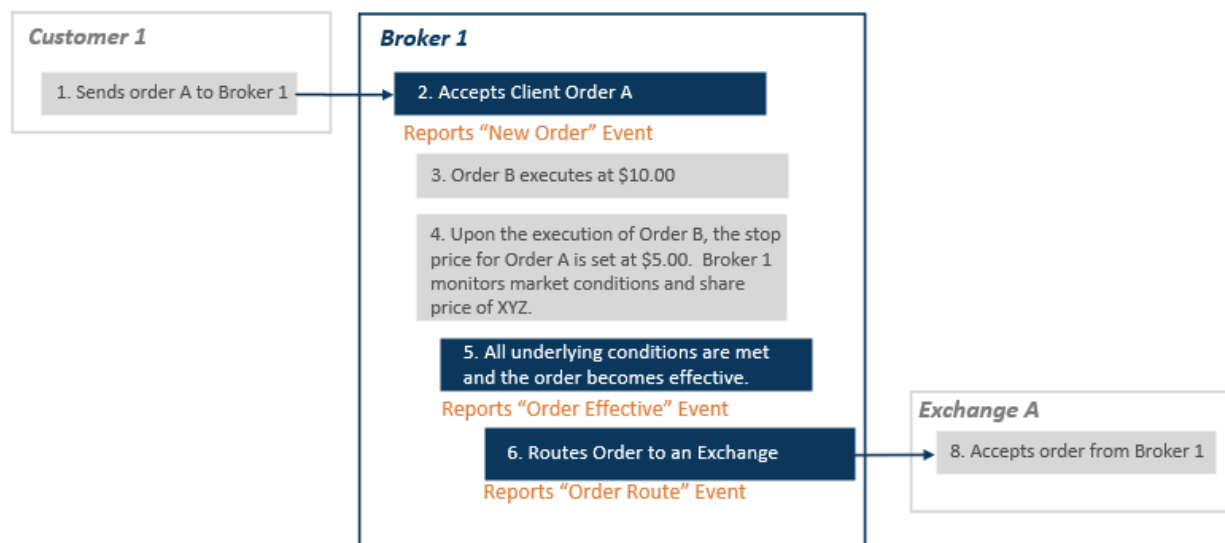 Customer 1
1. Sends order A to Broker 1
Broker 1
2. Accepts Client Order A
Reports “New Order” Event
3. Order B executes at $10.00
4. Upon the execution of Order B, the stop
price for Order A is set at $5.00.  Broker 1
monitors market conditions and share
price of XYZ.
5. All underlying conditions are met
and the order becomes effective.
Reports “Order Effective” Event
6. Routes Order to an Exchange
Reports “Order Route” Event
Exchange A
8. Accepts order from Broker 1